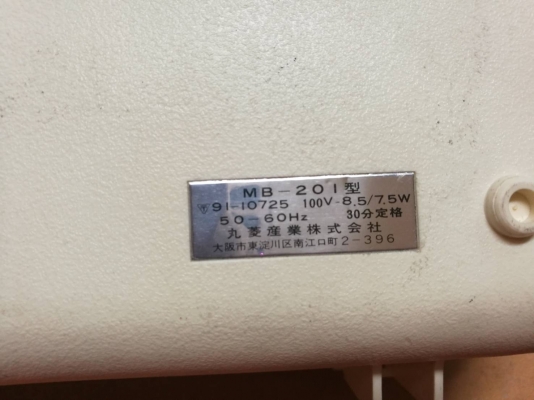 MB-201型
〒91-10725 100V-8.5/7.5W
50-60Hz 30分定格
丸菱産業株式会社
大阪市東淀川区南江口町2-396